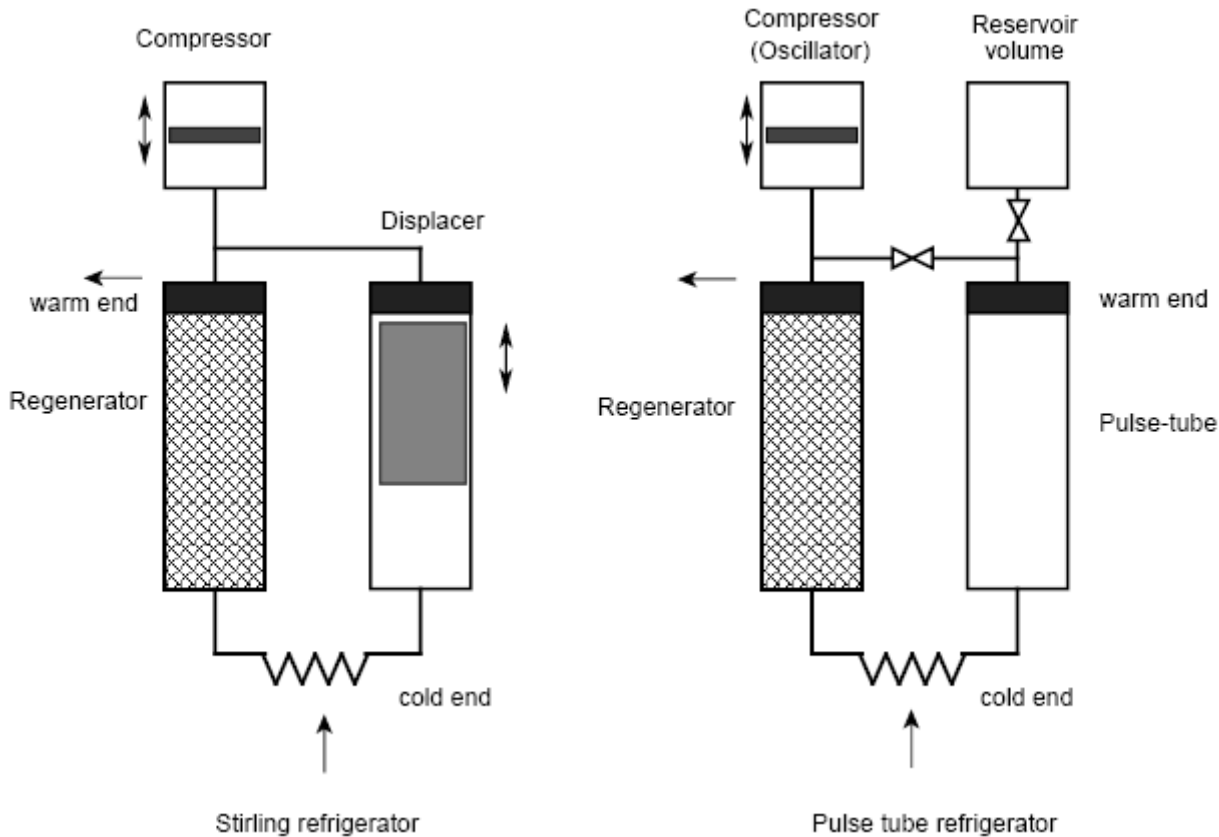 Compressor
Displacer
warm end
Regenerator
cold end
Stirling refrigerator
Compressor
(Oscillator)
Reservoir
volume
warm end
Regenerator
Pulse-tube
cold end
Pulse tube refrigerator